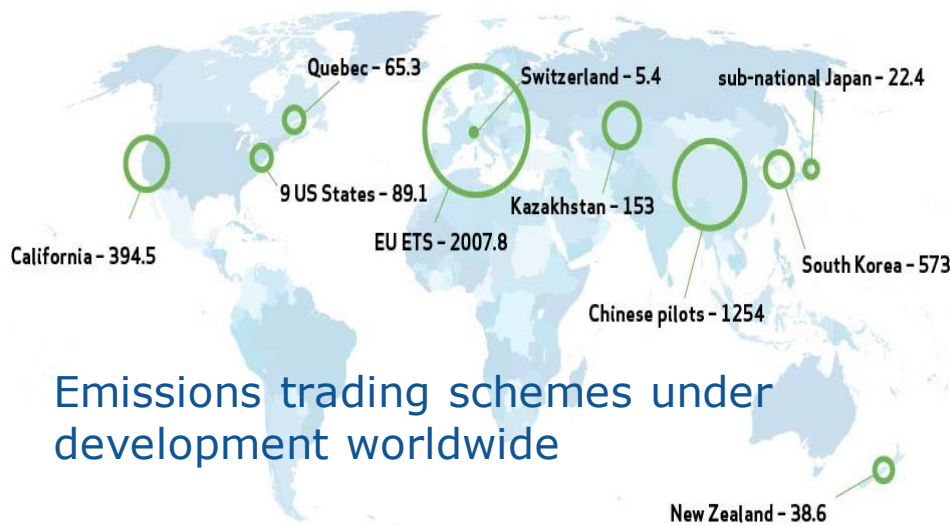 Quebec – 65.3
Switzerland – 5.4
sub-national Japan – 22.4
9 US States – 89.1
Kazakhstan – 153
EU ETS – 2007.8
California – 394.5
South Korea – 573
Chinese pilots – 1254
Emissions trading schemes under
development worldwide
New Zealand – 38.6